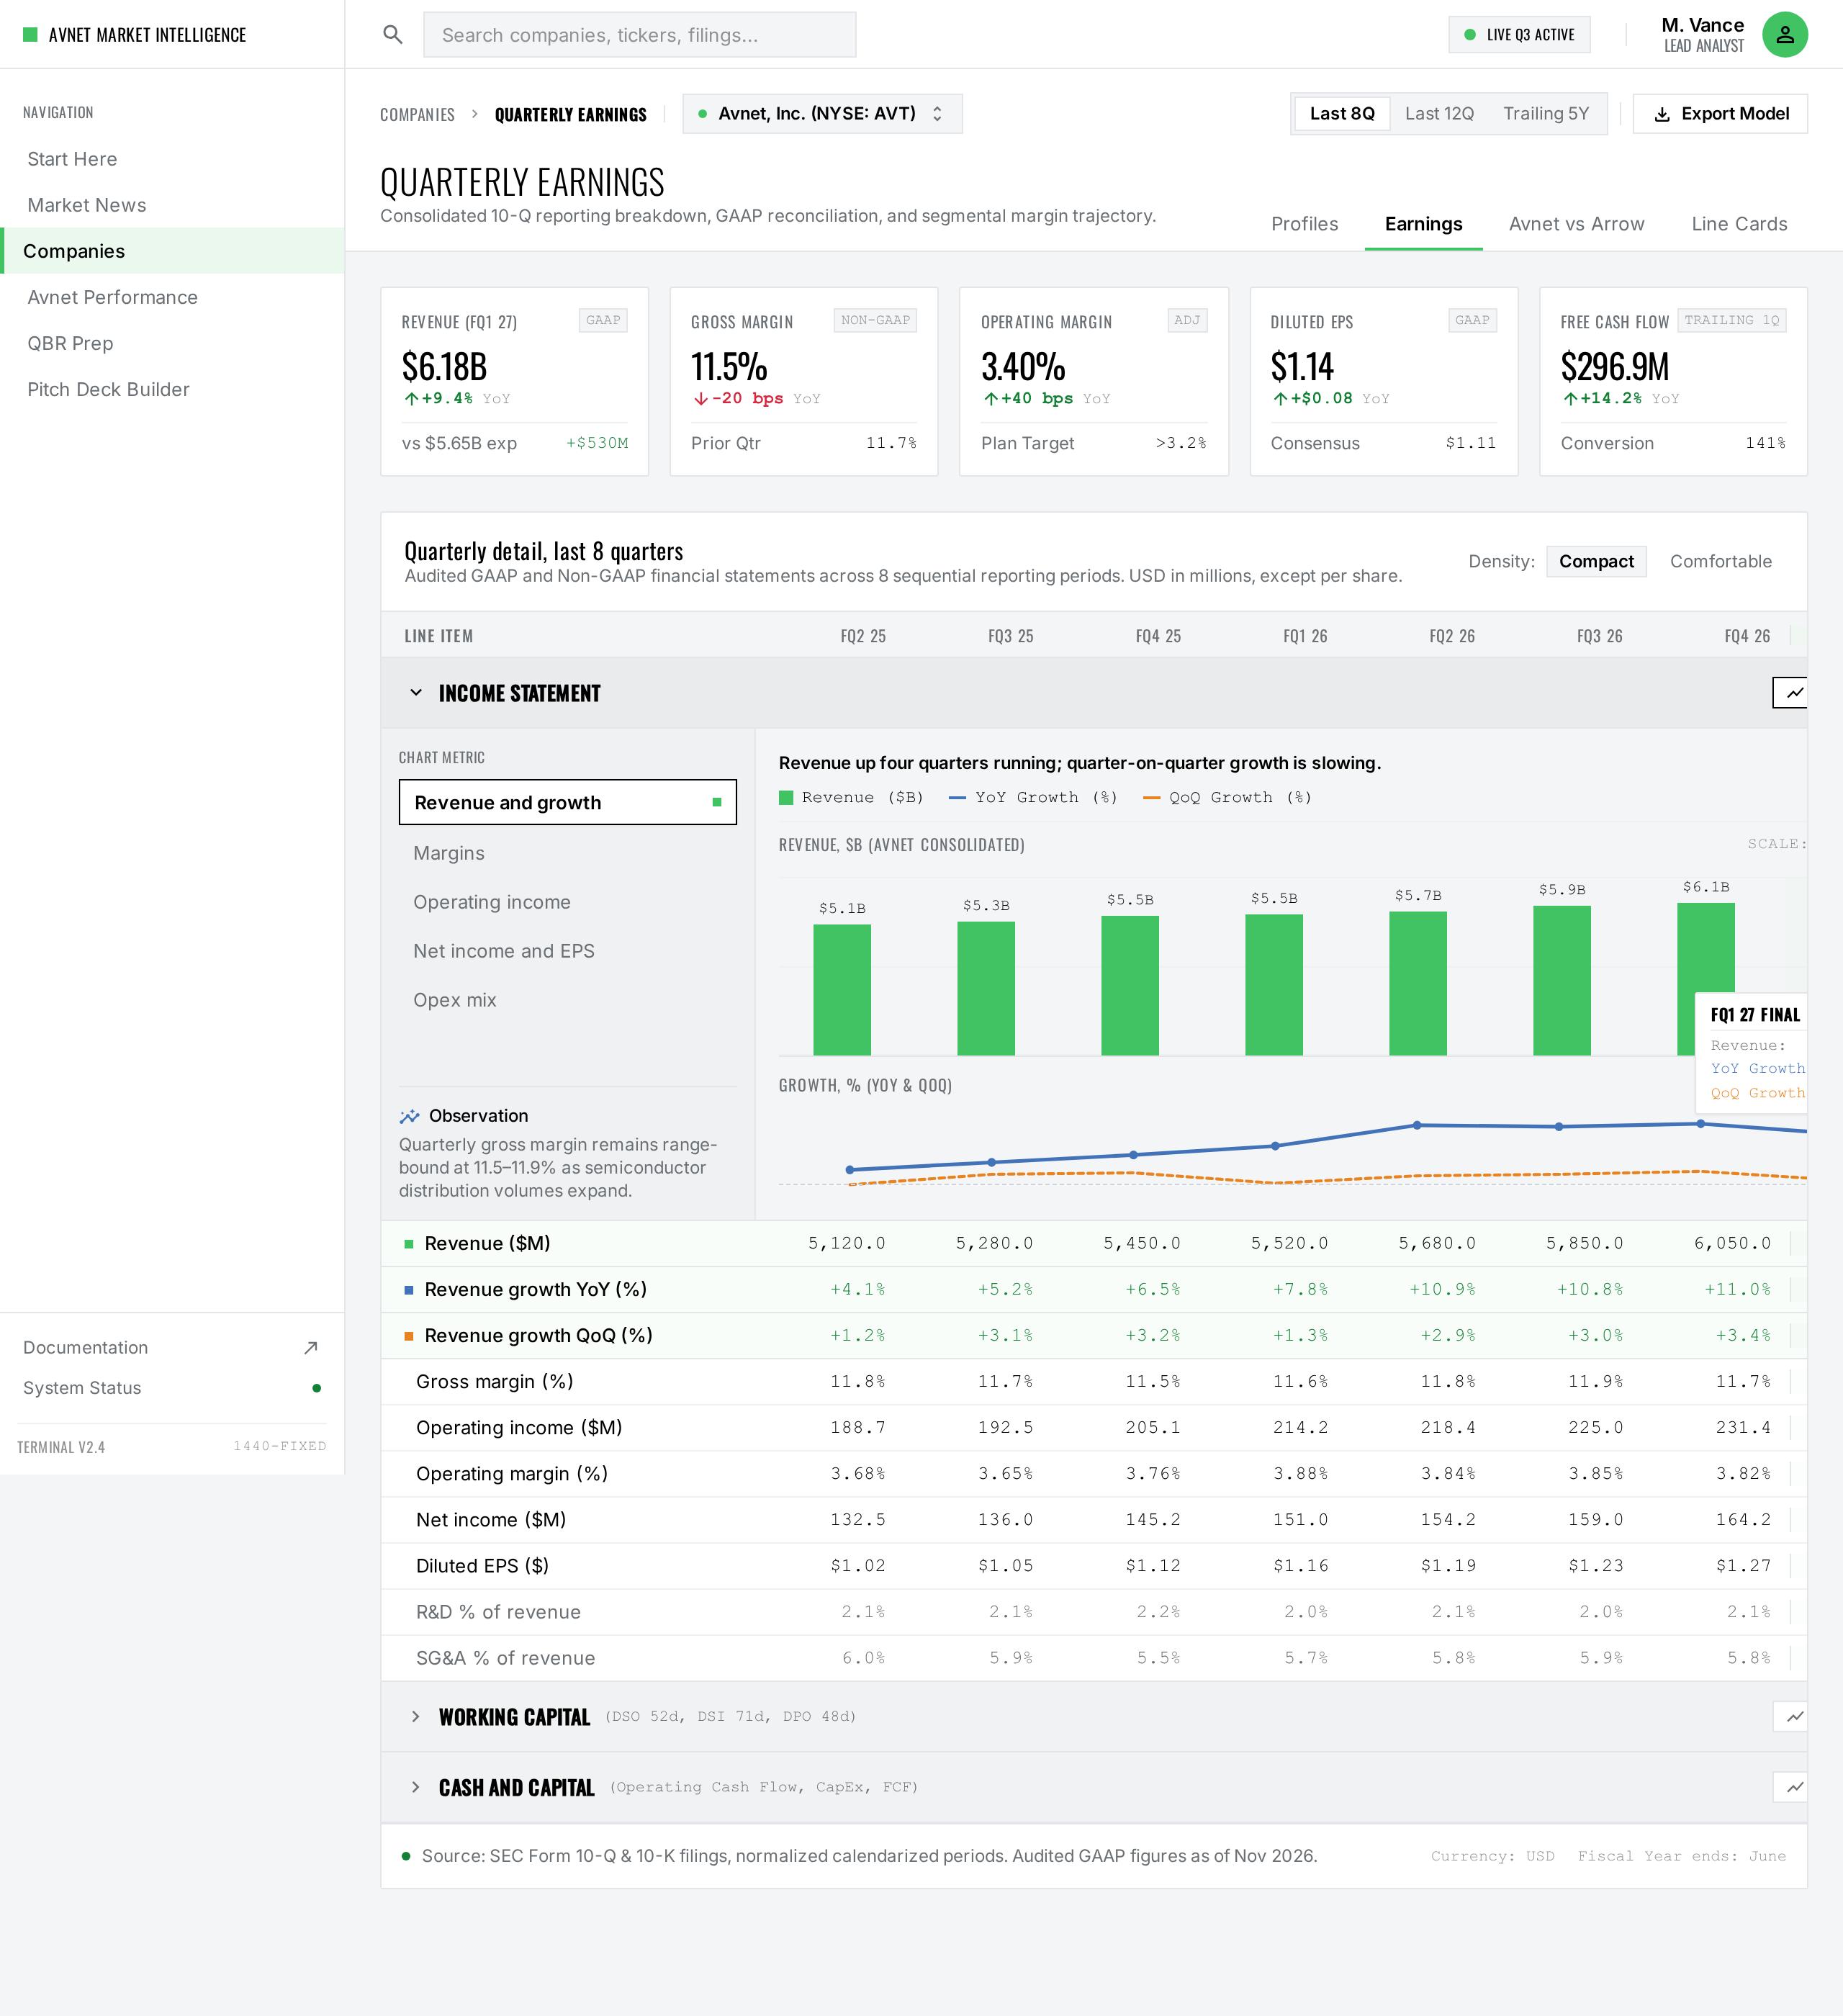 AVNET MARKET INTELLIGENCE
Search companies, tickers, filings...
LIVE Q3 ACTIVE
M. Vance
LEAD ANALYST
NAVIGATION
Start Here
Market News
Companies
Avnet Performance
QBR Prep
Pitch Deck Builder
Documentation
System Status
TERMINAL V2.4 1440-FIXED
COMPANIES > QUARTERLY EARNINGS
Avnet, Inc. (NYSE: AVT)
Last 8Q Last 12Q Trailing 5Y
Export Model
QUARTERLY EARNINGS
Consolidated 10-Q reporting breakdown, GAAP reconciliation, and segmental margin trajectory.
Profiles Earnings Avnet vs Arrow Line Cards
REVENUE (FQ1 27) GAAP
$6.18B
+9.4% YoY
vs $5.65B exp +$530M
GROSS MARGIN NON-GAAP
11.5%
-20 bps YoY
Prior Qtr 11.7%
OPERATING MARGIN ADJ
3.40%
+40 bps YoY
Plan Target >3.2%
DILUTED EPS GAAP
$1.14
+$0.08 YoY
Consensus $1.11
FREE CASH FLOW TRAILING 1Q
$296.9M
+14.2% YoY
Conversion 141%
Quarterly detail, last 8 quarters
Audited GAAP and Non-GAAP financial statements across 8 sequential reporting periods. USD in millions, except per share.
Density: Compact Comfortable
LINE ITEM FQ2 25 FQ3 25 FQ4 25 FQ1 26 FQ2 26 FQ3 26 FQ4 26
INCOME STATEMENT
CHART METRIC
Revenue and growth
Margins
Operating income
Net income and EPS
Opex mix
Observation
Quarterly gross margin remains range-
bound at 11.5–11.9% as semiconductor
distribution volumes expand.
Revenue up four quarters running; quarter-on-quarter growth is slowing.
Revenue ($B) YoY Growth (%) QoQ Growth (%)
REVENUE, $B (AVNET CONSOLIDATED) SCALE:
$5.1B $5.3B $5.5B $5.5B $5.7B $5.9B $6.1B
FQ1 27 FINAL
Revenue:
YoY Growth
QoQ Growth
GROWTH, % (YOY & QOQ)
Revenue ($M) 5,120.0 5,280.0 5,450.0 5,520.0 5,680.0 5,850.0 6,050.0
Revenue growth YoY (%) +4.1% +5.2% +6.5% +7.8% +10.9% +10.8% +11.0%
Revenue growth QoQ (%) +1.2% +3.1% +3.2% +1.3% +2.9% +3.0% +3.4%
Gross margin (%) 11.8% 11.7% 11.5% 11.6% 11.8% 11.9% 11.7%
Operating income ($M) 188.7 192.5 205.1 214.2 218.4 225.0 231.4
Operating margin (%) 3.68% 3.65% 3.76% 3.88% 3.84% 3.85% 3.82%
Net income ($M) 132.5 136.0 145.2 151.0 154.2 159.0 164.2
Diluted EPS ($) $1.02 $1.05 $1.12 $1.16 $1.19 $1.23 $1.27
R&D % of revenue 2.1% 2.1% 2.2% 2.0% 2.1% 2.0% 2.1%
SG&A % of revenue 6.0% 5.9% 5.5% 5.7% 5.8% 5.9% 5.8%
WORKING CAPITAL (DSO 52d, DSI 71d, DPO 48d)
CASH AND CAPITAL (Operating Cash Flow, CapEx, FCF)
Source: SEC Form 10-Q & 10-K filings, normalized calendarized periods. Audited GAAP figures as of Nov 2026.
Currency: USD Fiscal Year ends: June